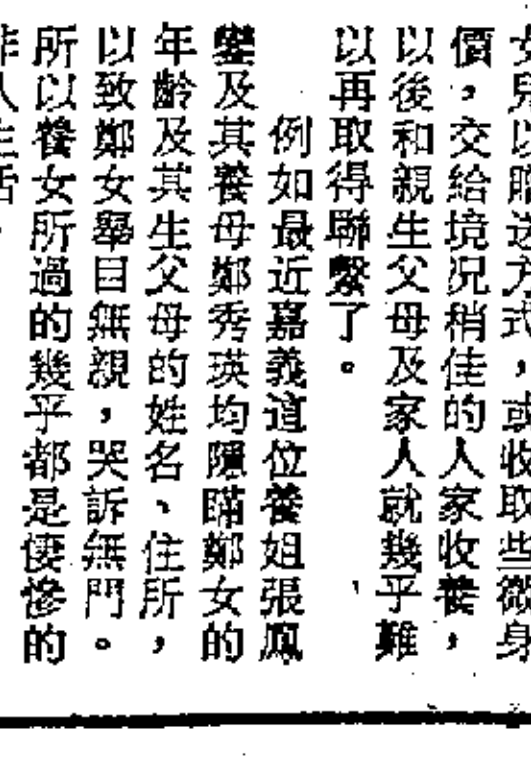 女兒以贈送方式，或收取些微身
價，交給境況稍佳的人家收養，
以後和親生父母及家人就幾乎難
以再取得聯繫了。
例如最近嘉義這位養姐張鳳
鑾及其養母鄭秀瑛均隱瞞鄭女的
年齡及其生父母的姓名、住所，
以致鄭女舉目無親，哭訴無門。
所以養女所過的幾乎都是悽慘的
非人生活。